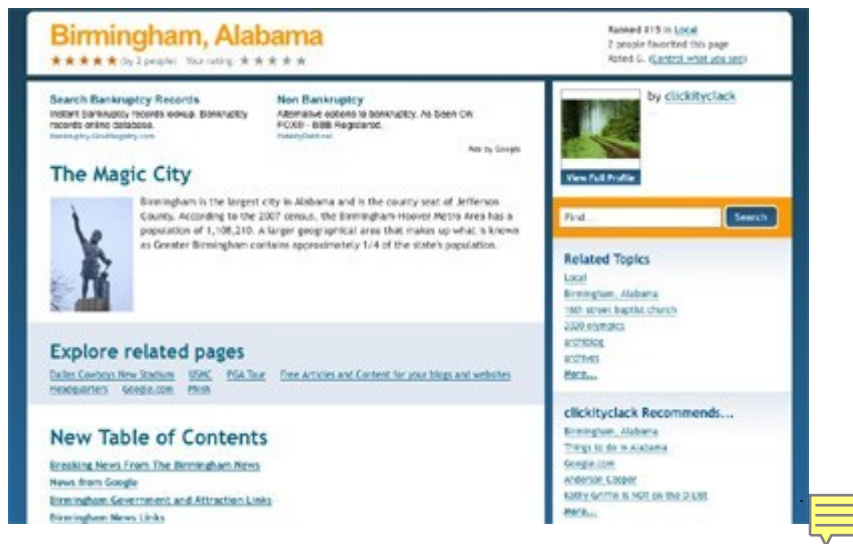 Birmingham, Alabama
(by 2 people) Your rating:
Ranked #15 in Local
2 people favorited this page
Rated G. (Control what you see)
Search Bankruptcy Records
Instant bankruptcy records lookup. Bankruptcy
records online database.
Non Bankruptcy
Alternative options to bankruptcy. As Seen On
BBB Registered.
Ads by Google
The Magic City
Birmingham is the largest city in Alabama and is the county seat of Jefferson
County. According to the 2007 census, the Birmingham-Hoover Metro Area has a
population of 1,108,210. A larger geographical area that makes up what is known
as Greater Birmingham contains approximately 1/4 of the state's population.
Explore related pages
Dallas Cowboys New Stadium USMC PGA Tour Free Articles and Content for your blogs and websites
Headquarters Google.com Phish
New Table of Contents
Breaking News From The Birmingham News
News from Google
Birmingham Government and Attraction Links
Birmingham News Links
by clickityclack
View Full Profile
Find...
Search
Related Topics
Local
Birmingham, Alabama
16th street baptist church
2020 olympics
archiblog
archives
More...
clickityclack Recommends...
Birmingham, Alabama
Things to do in Alabama
Google.com
Anderson Cooper
Kathy Griffin is NOT on the D-List
More...